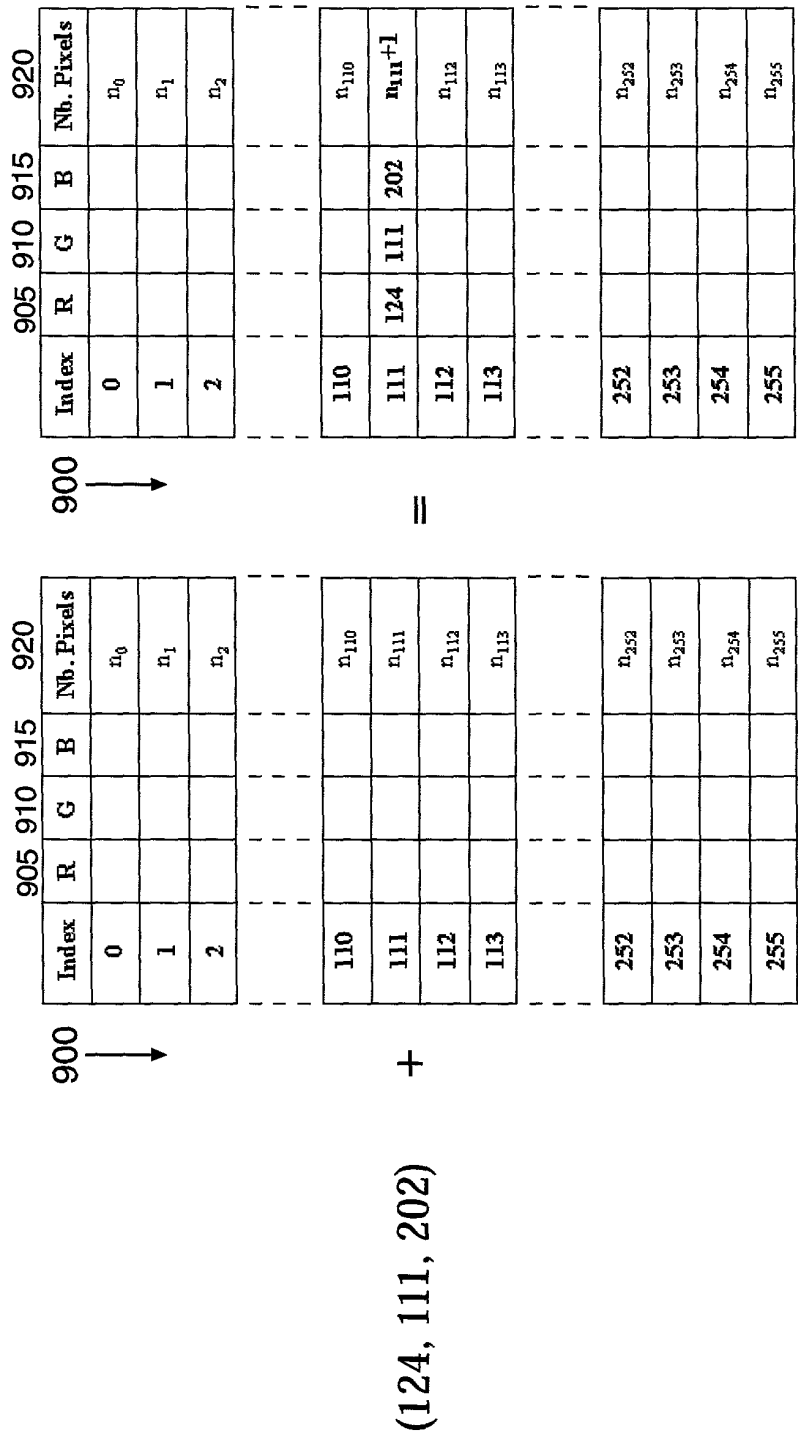 (124, 111, 202)
+
900
905 910 915 920
Index R G B Nb. Pixels
0 n₀
1 n₁
2 n₂
110 n₁₁₀
111 n₁₁₁
112 n₁₁₂
113 n₁₁₃
252 n₂₅₂
253 n₂₅₃
254 n₂₅₄
255 n₂₅₅
=
900
905 910 915 920
Index R G B Nb. Pixels
0 n₀
1 n₁
2 n₂
110 n₁₁₀
111 124 111 202 n₁₁₁+1
112 n₁₁₂
113 n₁₁₃
252 n₂₅₂
253 n₂₅₃
254 n₂₅₄
255 n₂₅₅